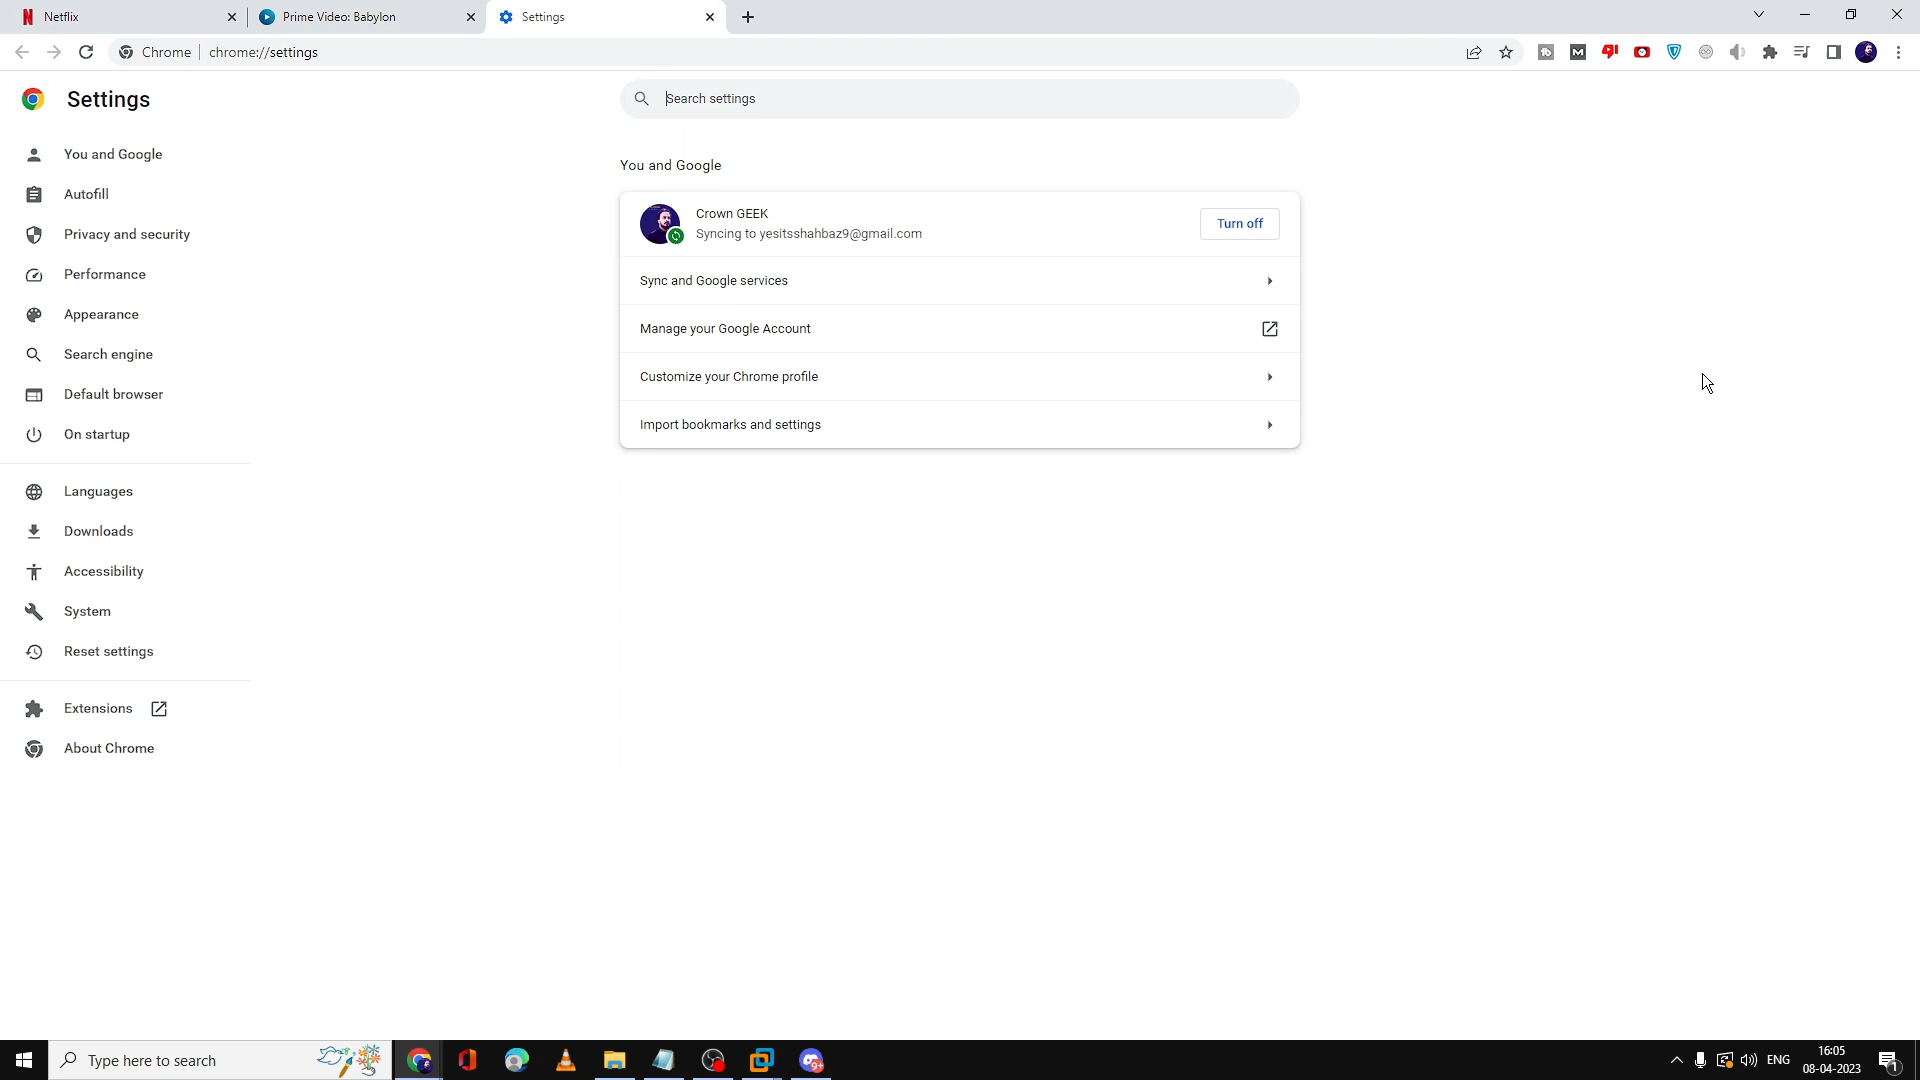 Netflix
Prime Video: Babylon
Settings
Chrome
chrome://settings
Settings
Search settings
You and Google
Autofill
Privacy and security
Performance
Appearance
Search engine
Default browser
On startup
Languages
Downloads
Accessibility
System
Reset settings
Extensions
About Chrome
You and Google
Crown GEEK
Syncing to yesitsshahbaz9@gmail.com
Turn off
Sync and Google services
Manage your Google Account
Customize your Chrome profile
Import bookmarks and settings
Type here to search
9+
ENG
16:05
08-04-2023
1